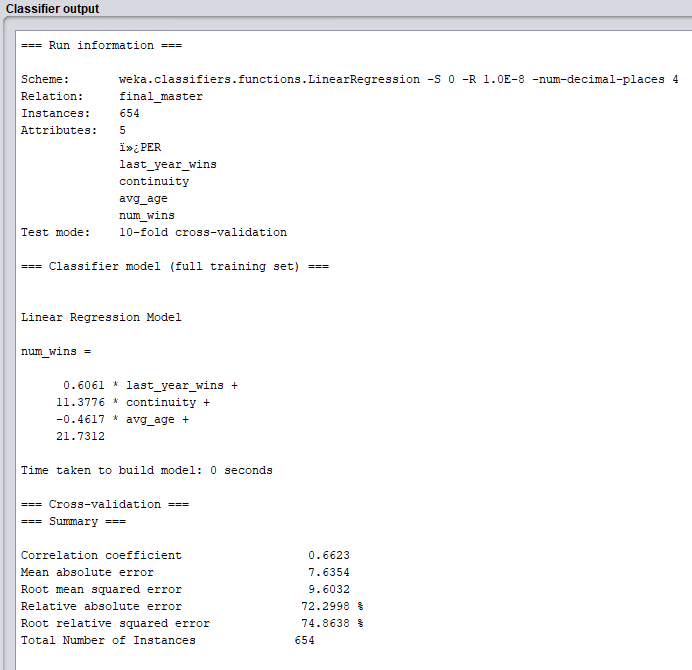 Classifier output
=== Run information ===
Scheme: weka.classifiers.functions.LinearRegression -S 0 -R 1.0E-8 -num-decimal-places 4
Relation: final_master
Instances: 654
Attributes: 5
ï»¿PER
last_year_wins
continuity
avg_age
num_wins
Test mode: 10-fold cross-validation
=== Classifier model (full training set) ===
Linear Regression Model
num_wins =
0.6061 * last_year_wins +
11.3776 * continuity +
-0.4617 * avg_age +
21.7312
Time taken to build model: 0 seconds
=== Cross-validation ===
=== Summary ===
Correlation coefficient 0.6623
Mean absolute error 7.6354
Root mean squared error 9.6032
Relative absolute error 72.2998 %
Root relative squared error 74.8638 %
Total Number of Instances 654